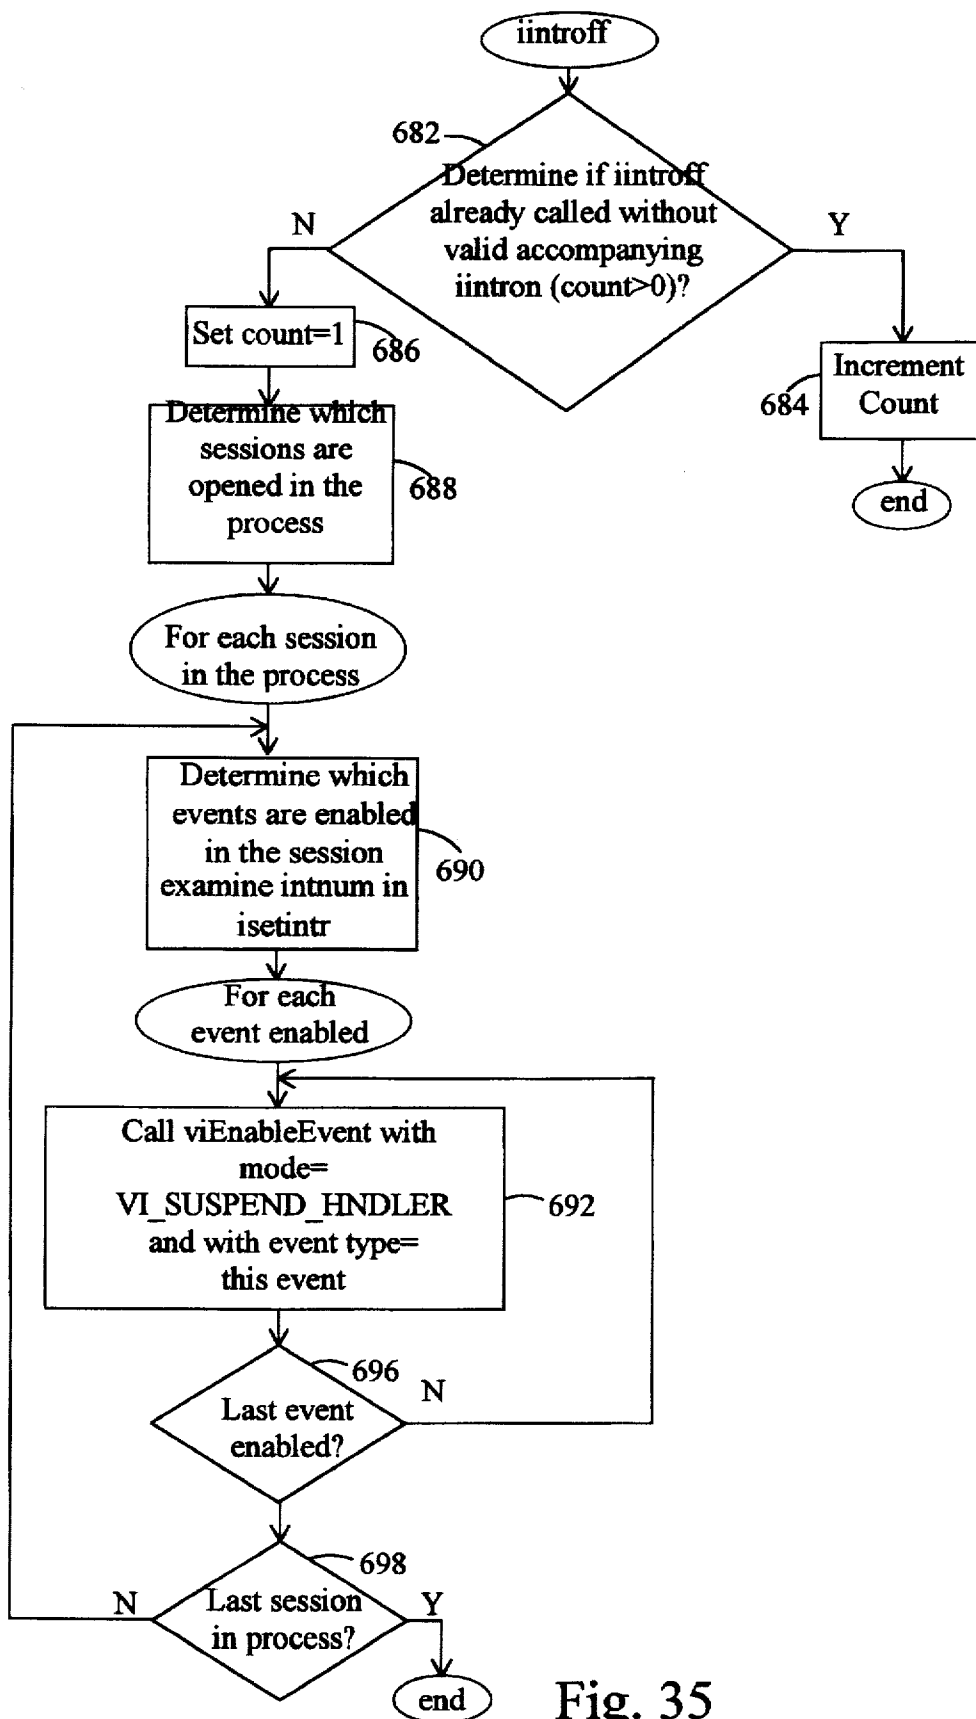 iintroff
682
Determine if iintroff
already called without
valid accompanying
iintron (count>0)?
N
Y
Set count=1
686
Increment
Count
684
end
Determine which
sessions are
opened in the
process
688
For each session
in the process
Determine which
events are enabled
in the session
examine intnum in
isetintr
690
For each
event enabled
Call viEnableEvent with
mode=
VI_SUSPEND_HNDLER
and with event type=
this event
692
696
N
Last event
enabled?
698
N
Last session
in process?
Y
end
Fig. 35